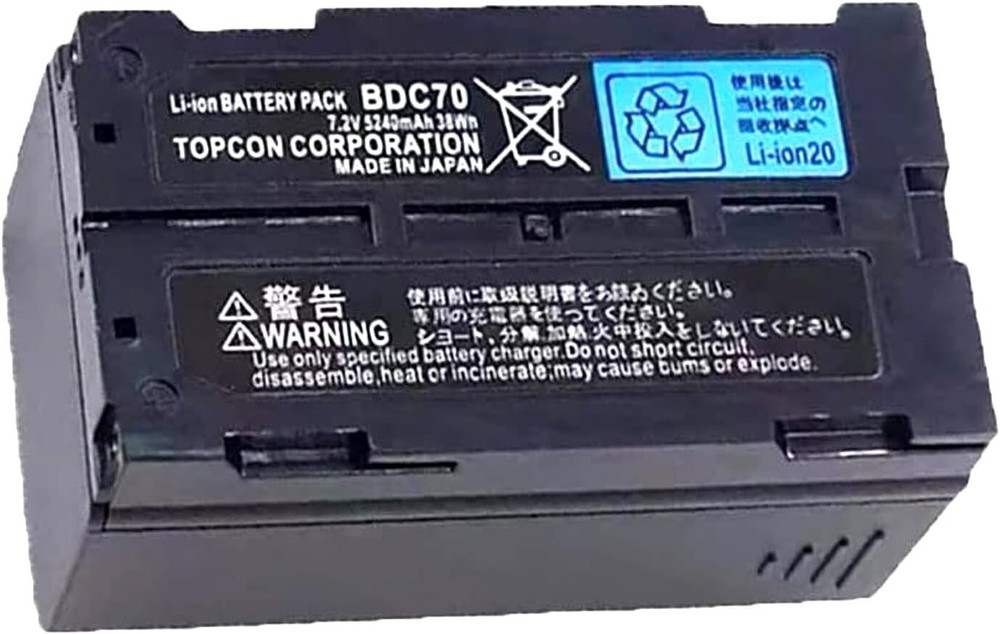 Li-ion BATTERY PACK BDC70
7.2V 5240mAh 38Wh
TOPCON CORPORATION
MADE IN JAPAN
使用後は
当社指定の
回収拠点へ
Li-ion20
警告
WARNING
使用前に取扱説明書をお読みください。
専用の充電器を使ってください。
ショート、分解、加熱、火中投入をしないでください。
Use only specified battery charger.Do not short circuit,
disassemble,heat or incinerate;may cause burns or explode.